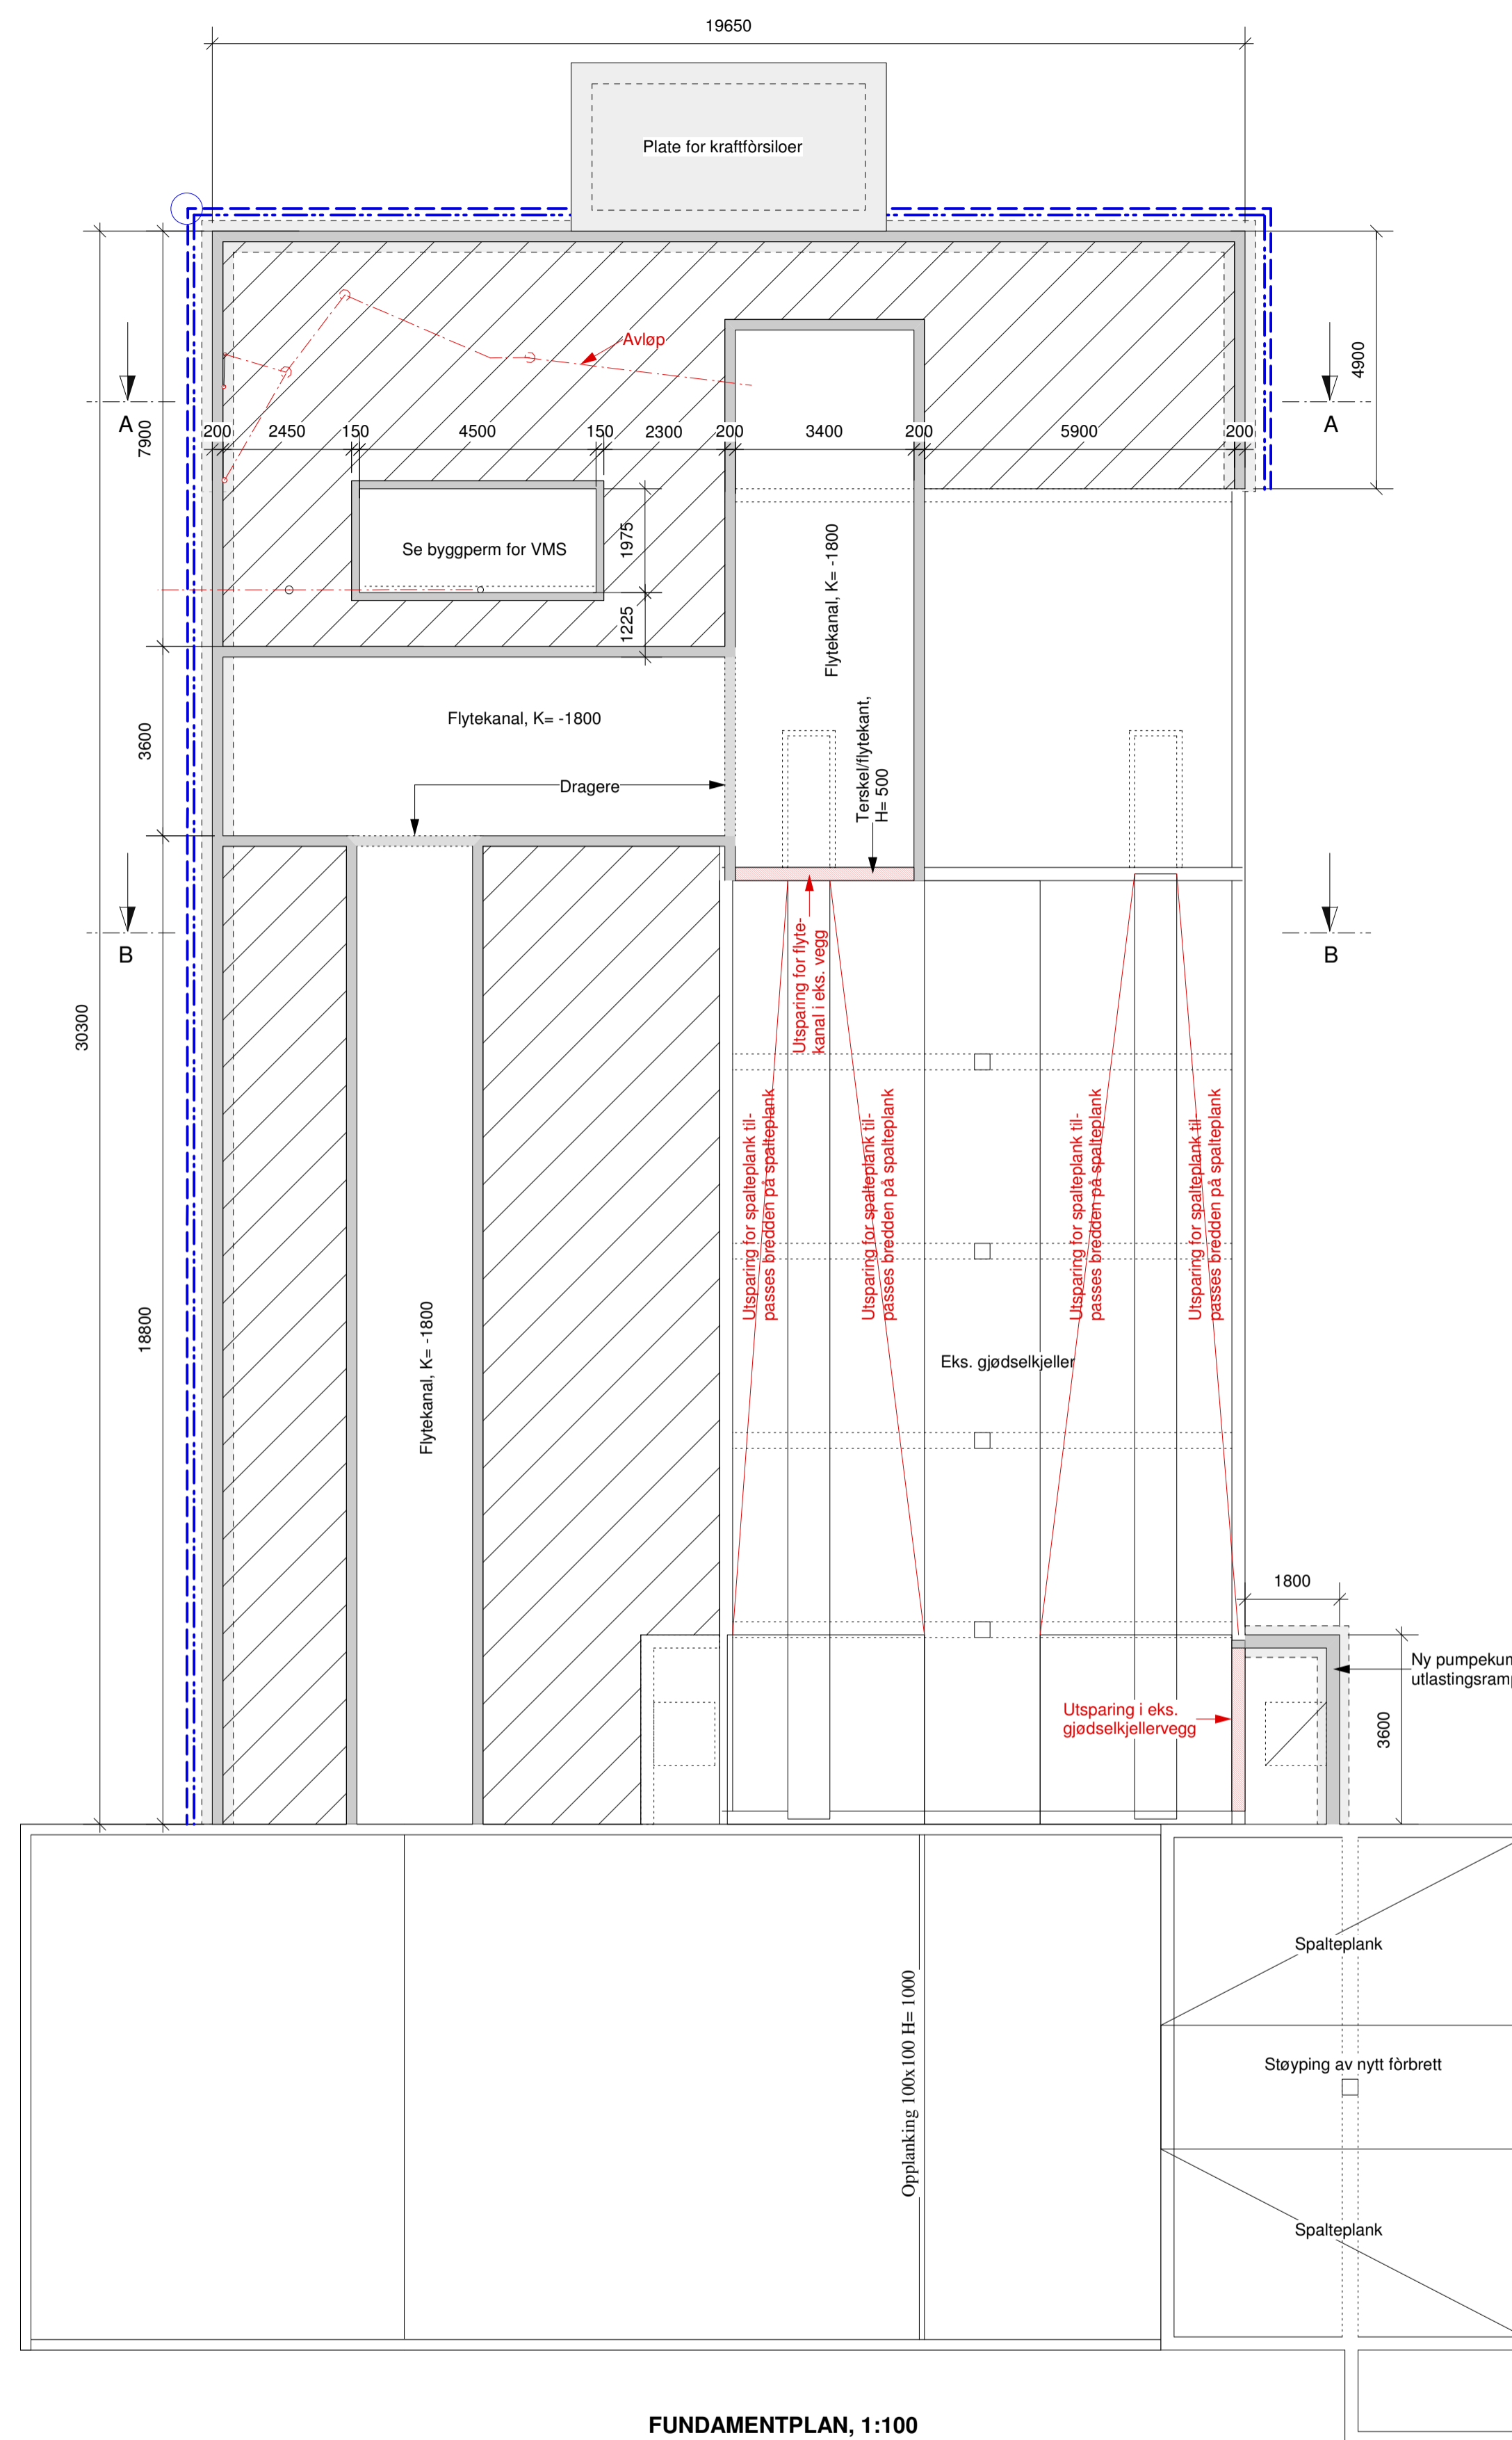 19650
Plate for kraftfòrsiloer
Avløp
4900
A
A
7900
200
2450
150
4500
150
2300
200
3400
200
5900
200
1975
Se byggperm for VMS
1225
Flytekanal, K= -1800
Flytekanal, K= -1800
3600
Terskel/flytekant,
H= 500
Dragere
B
B
Utsparing for flyte-
kanal i eks. vegg
30300
Utsparing for spalteplank til-
passes bredden på spalteplank
Utsparing for spalteplank til-
passes bredden på spalteplank
Utsparing for spalteplank til-
passes bredden på spalteplank
Utsparing for spalteplank til-
passes bredden på spalteplank
18800
Flytekanal, K= -1800
Eks. gjødselkjeller
1800
Ny
utlastingsramp
Utsparing i eks.
gjødselkjellervegg
3600
Spalteplank
Opplanking 100x100 H= 1000
Støyping av nytt fòrbrett
Spalteplank
FUNDAMENTPLAN, 1:100